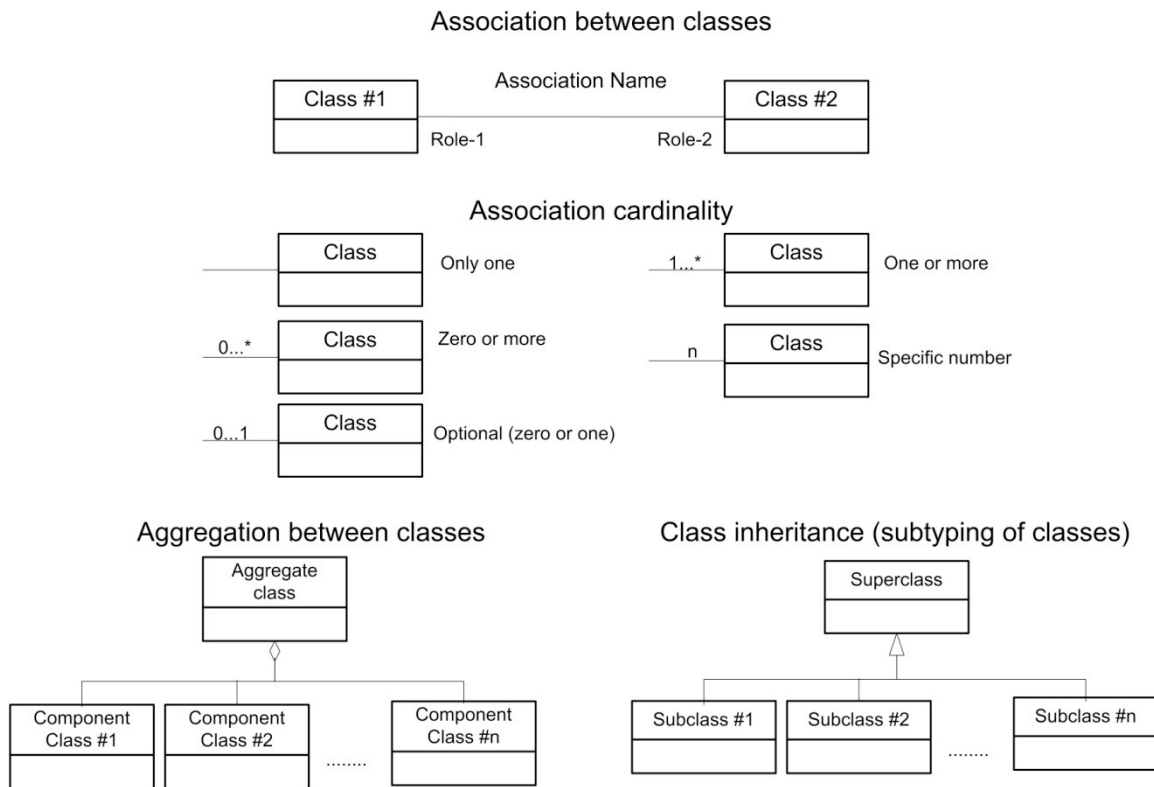 Association between classes
Association Name
Class #1
Class #2
Role-1
Role-2
Association cardinality
Class
Only one
1...*
Class
One or more
0...*
Class
Zero or more
n
Class
Specific number
0...1
Class
Optional (zero or one)
Aggregation between classes
Class inheritance (subtyping of classes)
Aggregate
class
Superclass
Component
Class #1
Component
Class #2
........
Component
Class #n
Subclass #1
Subclass #2
........
Subclass #n